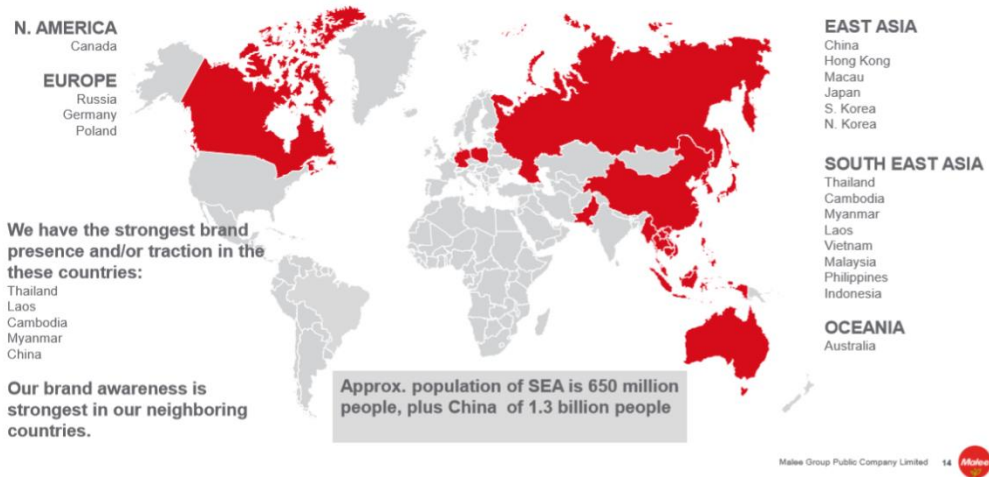 N. AMERICA
Canada
EUROPE
Russia
Germany
Poland
We have the strongest brand
presence and/or traction in the
these countries:
Thailand
Laos
Cambodia
Myanmar
China
Our brand awareness is
strongest in our neighboring
countries.
Approx. population of SEA is 650 million
people, plus China of 1.3 billion people
EAST ASIA
China
Hong Kong
Macau
Japan
S. Korea
N. Korea
SOUTH EAST ASIA
Thailand
Cambodia
Myanmar
Laos
Vietnam
Malaysia
Philippines
Indonesia
OCEANIA
Australia
Malee Group Public Company Limited 14 Malee